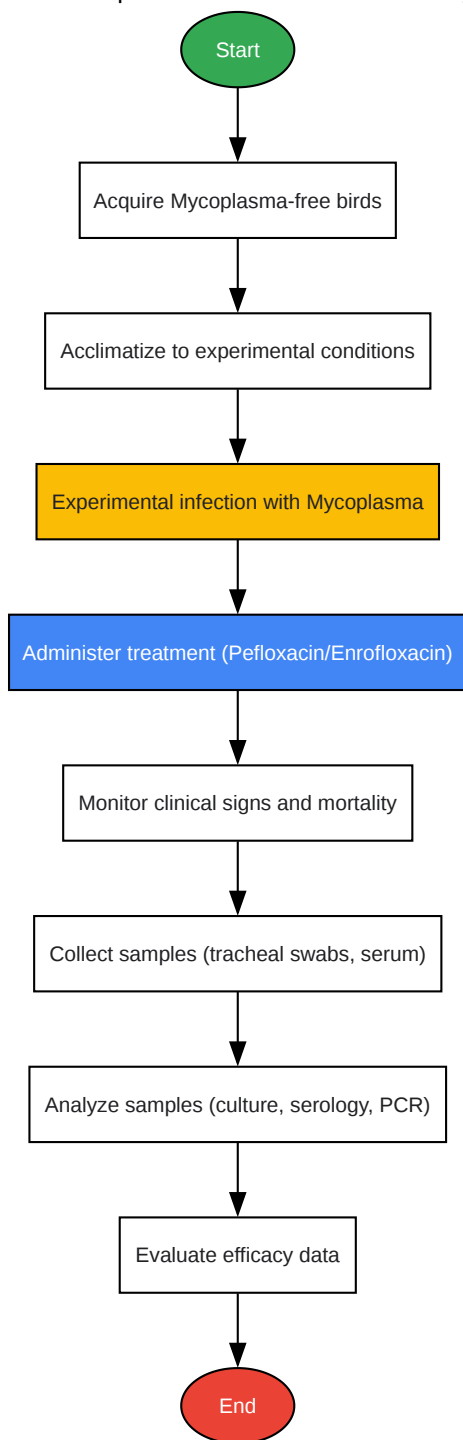 Start
Acquire Mycoplasma-free birds
Acclimatize to experimental conditions
Experimental infection with Mycoplasma
Administer treatment (Pefloxacin/Enrofloxacin)
Monitor clinical signs and mortality
Collect samples (tracheal swabs, serum)
Analyze samples (culture, serology, PCR)
Evaluate efficacy data
End